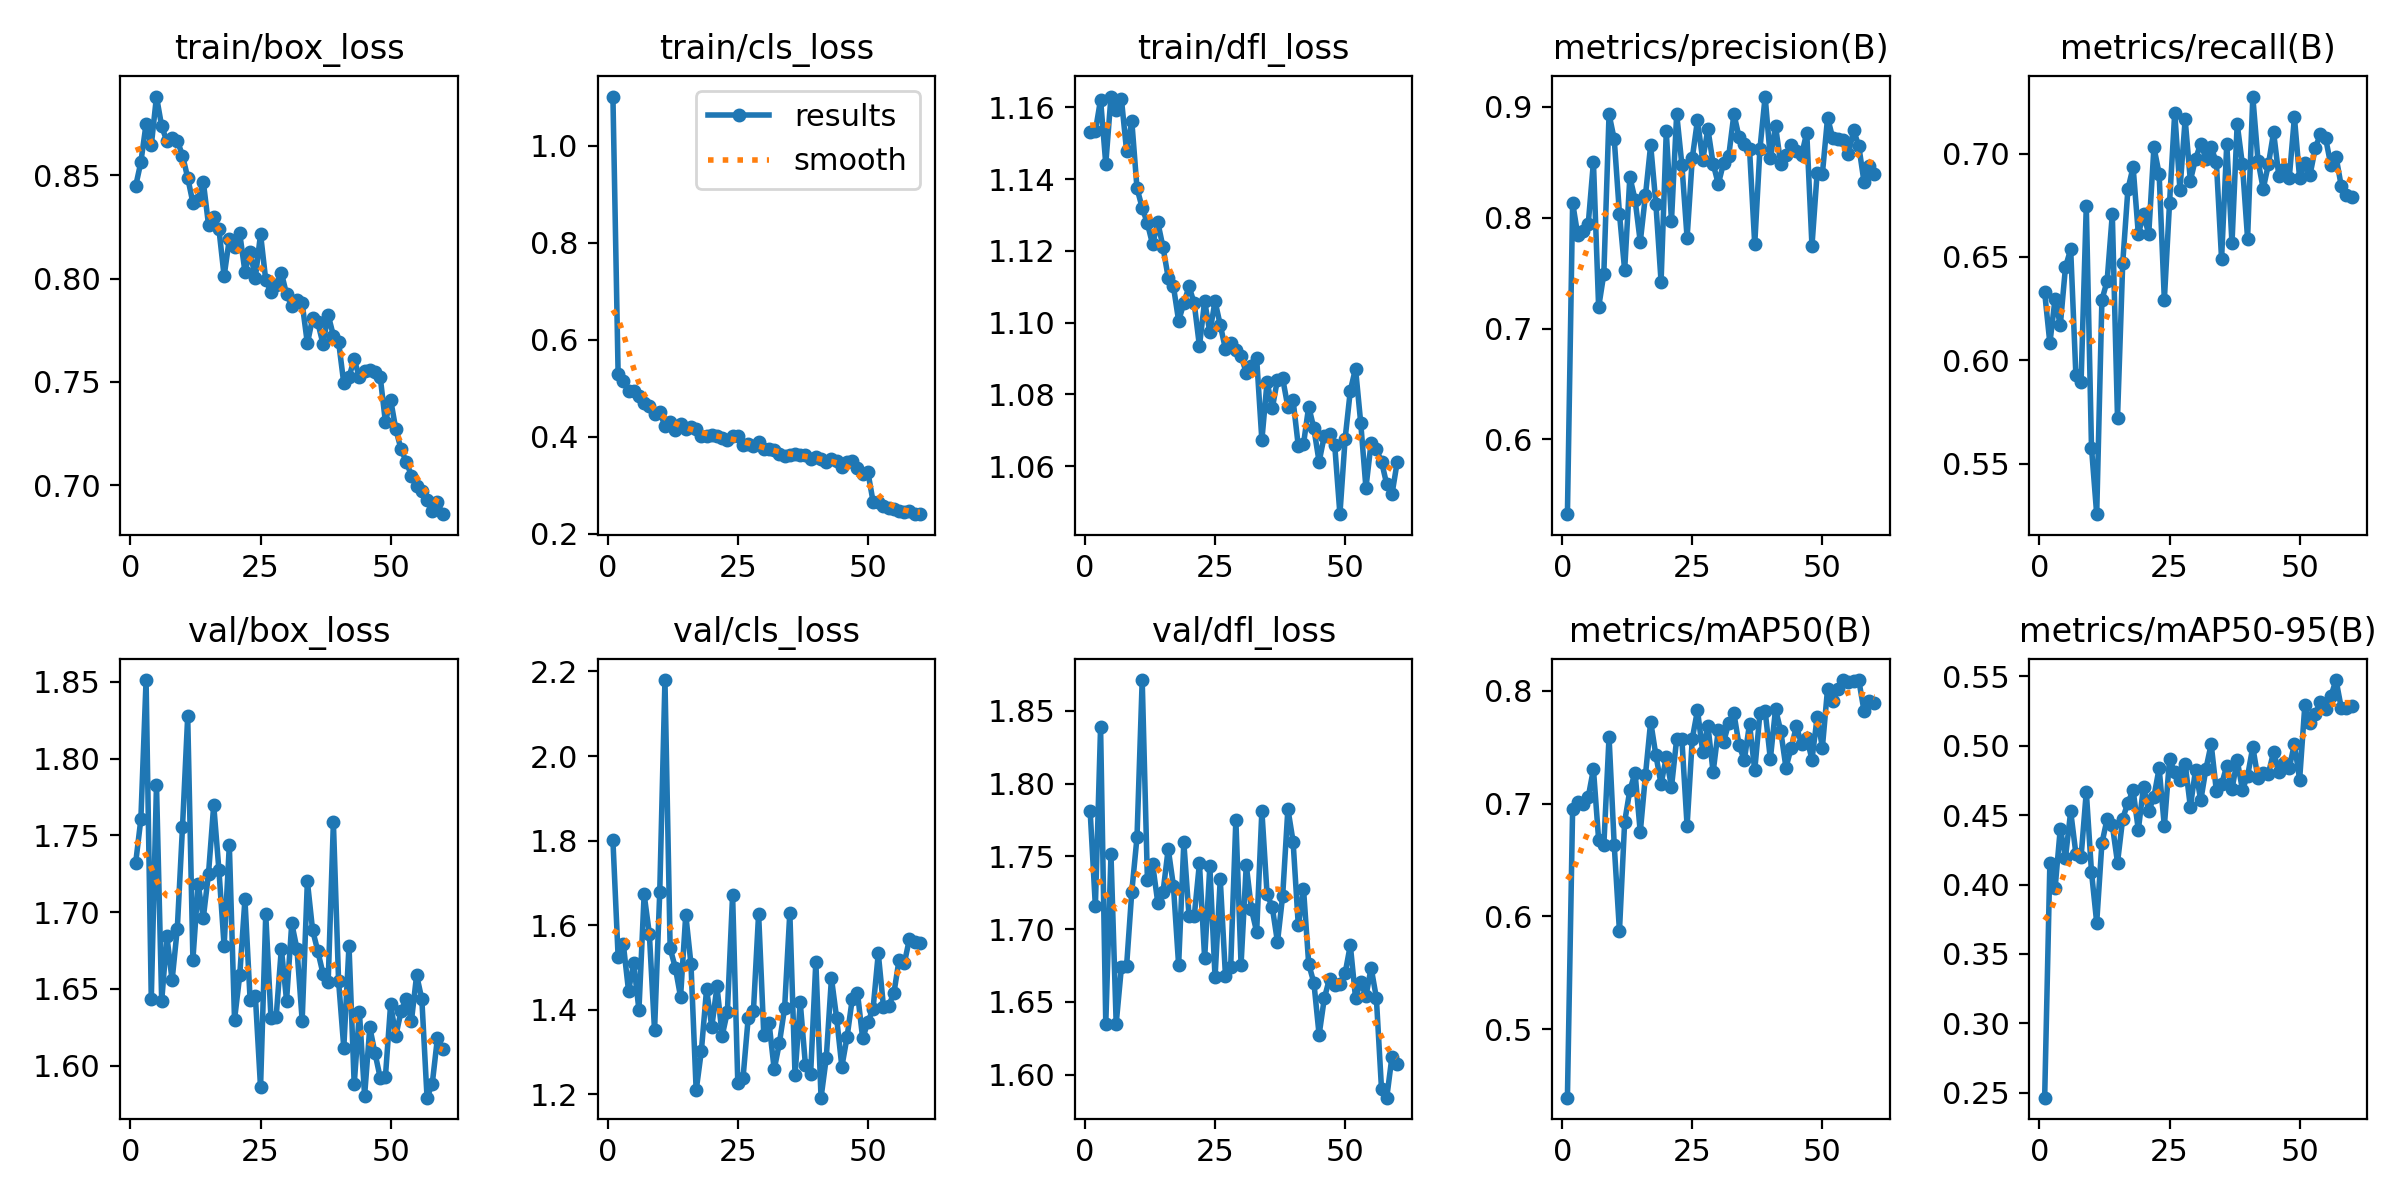 train/box_loss
train/cls_loss
train/dfl_loss
metrics/precision(B)
metrics/recall(B)
0.85
0.80
0.75
0.70
0 25 50
results
smooth
1.0
0.8
0.6
0.4
0.2
0 25 50
1.16
1.14
1.12
1.10
1.08
1.06
0 25 50
0.9
0.8
0.7
0.6
0 25 50
0.70
0.65
0.60
0.55
0 25 50
val/box_loss
val/cls_loss
val/dfl_loss
metrics/mAP50(B)
metrics/mAP50-95(B)
1.85
1.80
1.75
1.70
1.65
1.60
0 25 50
2.2
2.0
1.8
1.6
1.4
1.2
0 25 50
1.85
1.80
1.75
1.70
1.65
1.60
0 25 50
0.8
0.7
0.6
0.5
0 25 50
0.55
0.50
0.45
0.40
0.35
0.30
0.25
0 25 50